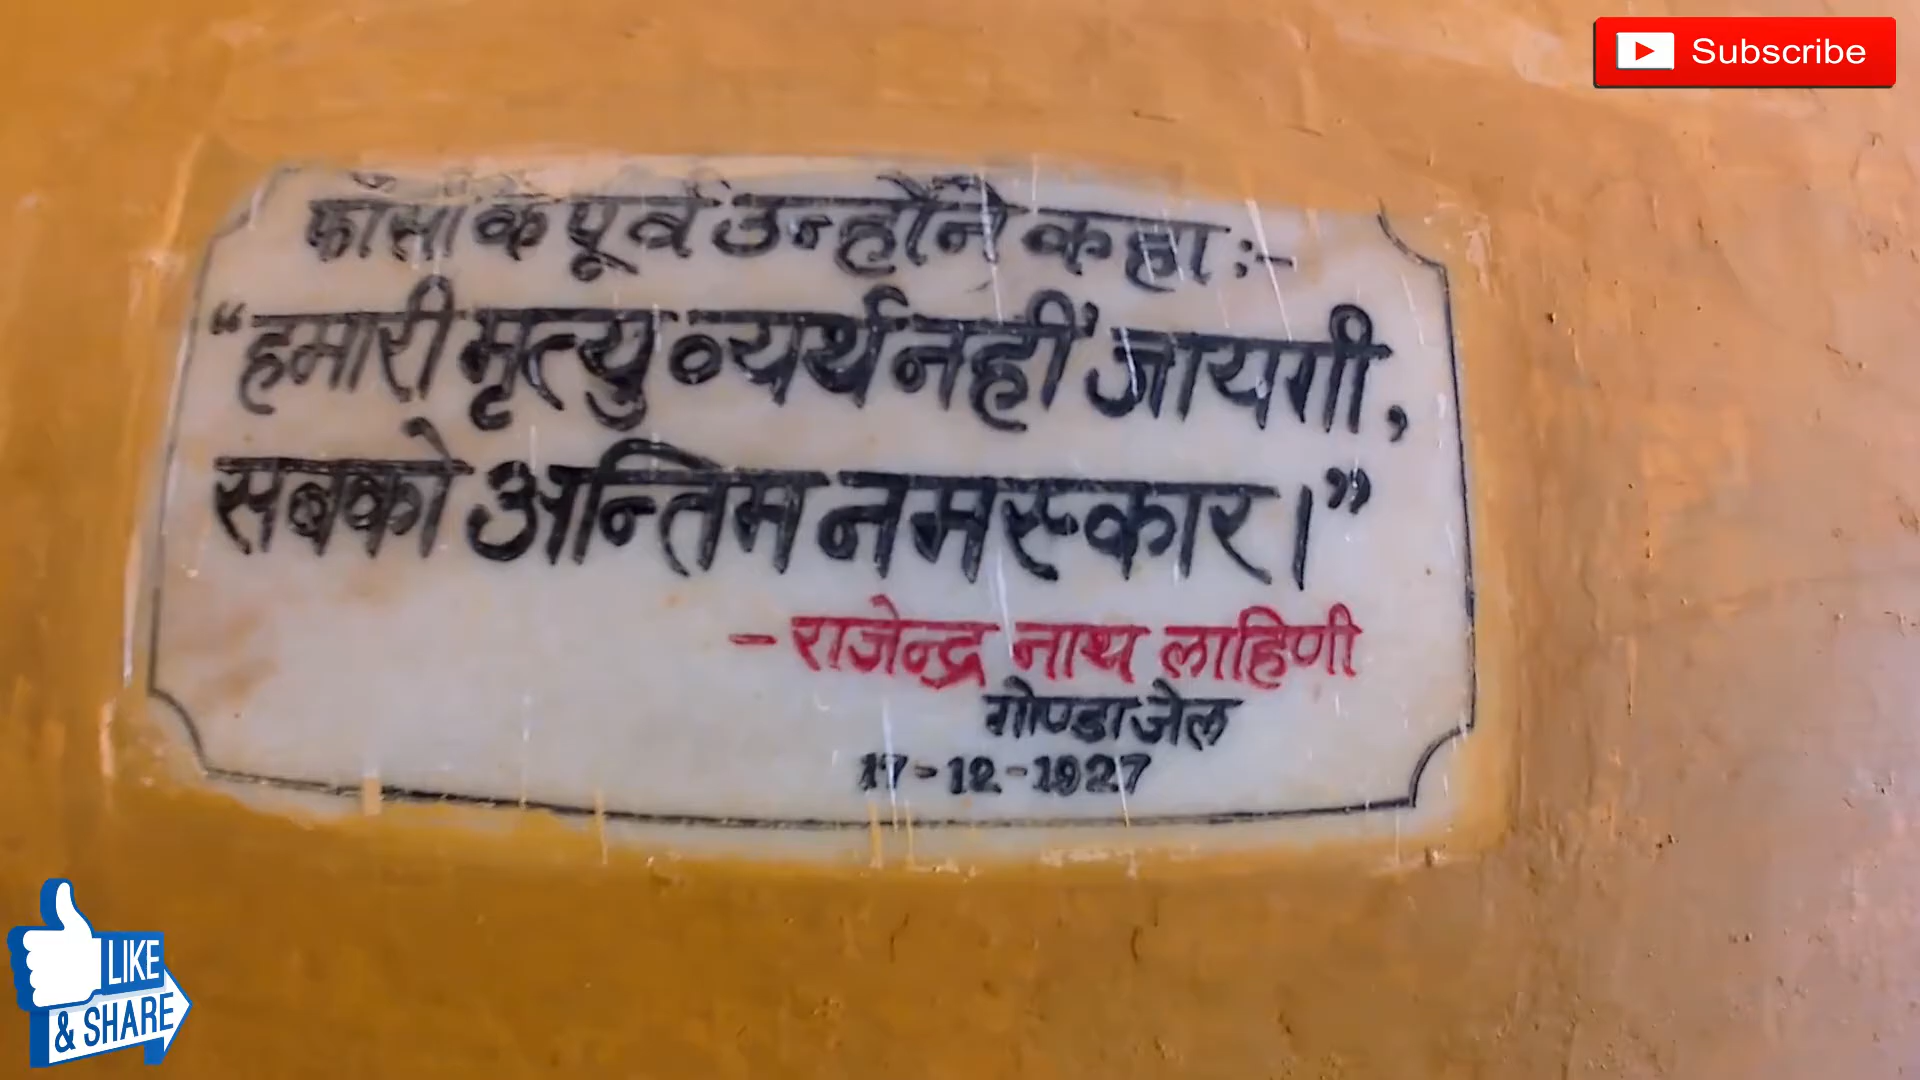 Subscribe
फाँसी के पूर्व उन्होंने कहा :-
“हमारी मृत्यु व्यर्थ नहीं जायगी,
सबको अन्तिम नमस्कार।”
- राजेन्द्र नाथ लाहिणी
गोण्डा जेल
17-12-1927
LIKE
& SHARE